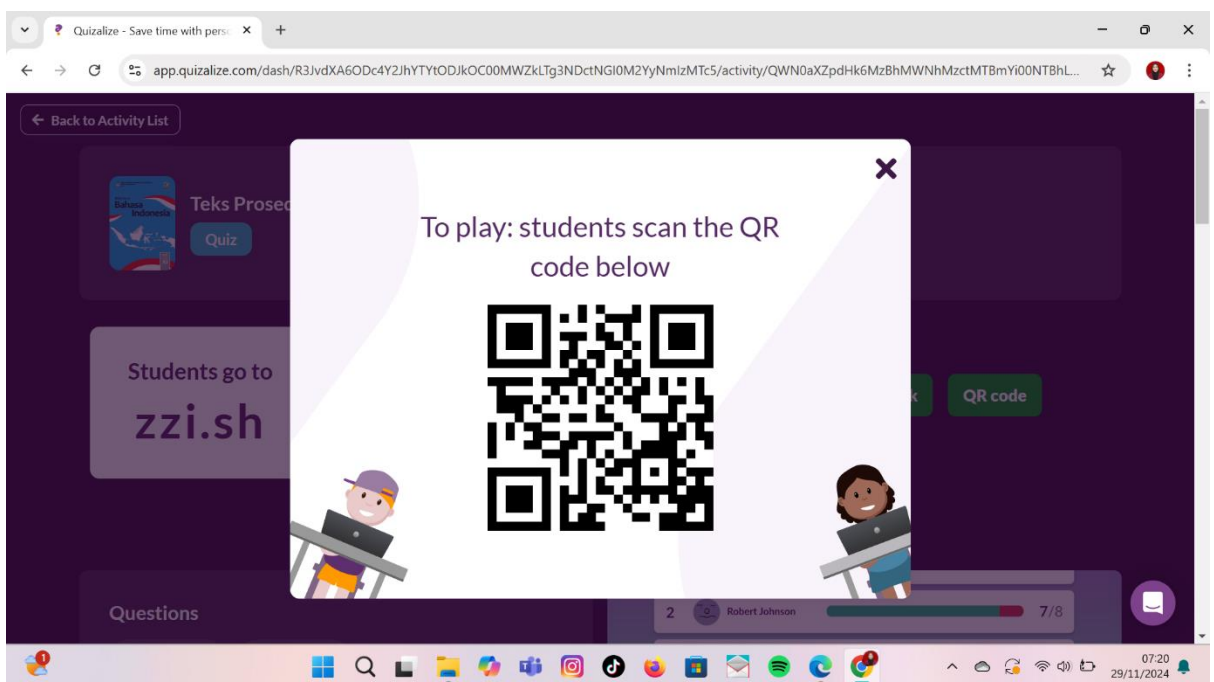 Quizalize - Save time with pers
app.quizalize.com/dash/R3JvdXA6ODc4Y2JhYTYtODJkOC00MWZkLTg3NDctNGI0M2YyNmIzMTc5/activity/QWN0aXZpdHk6MzBhMWNhMzctMTBmYi00NTBhL...
Back to Activity List
Teks Prosed
Bahasa
Indonesia
Quiz
To play: students scan the QR
code below
Students go to
zzi.sh
k
QR code
Questions
2 Robert Johnson 7/8
1
07:20
29/11/2024